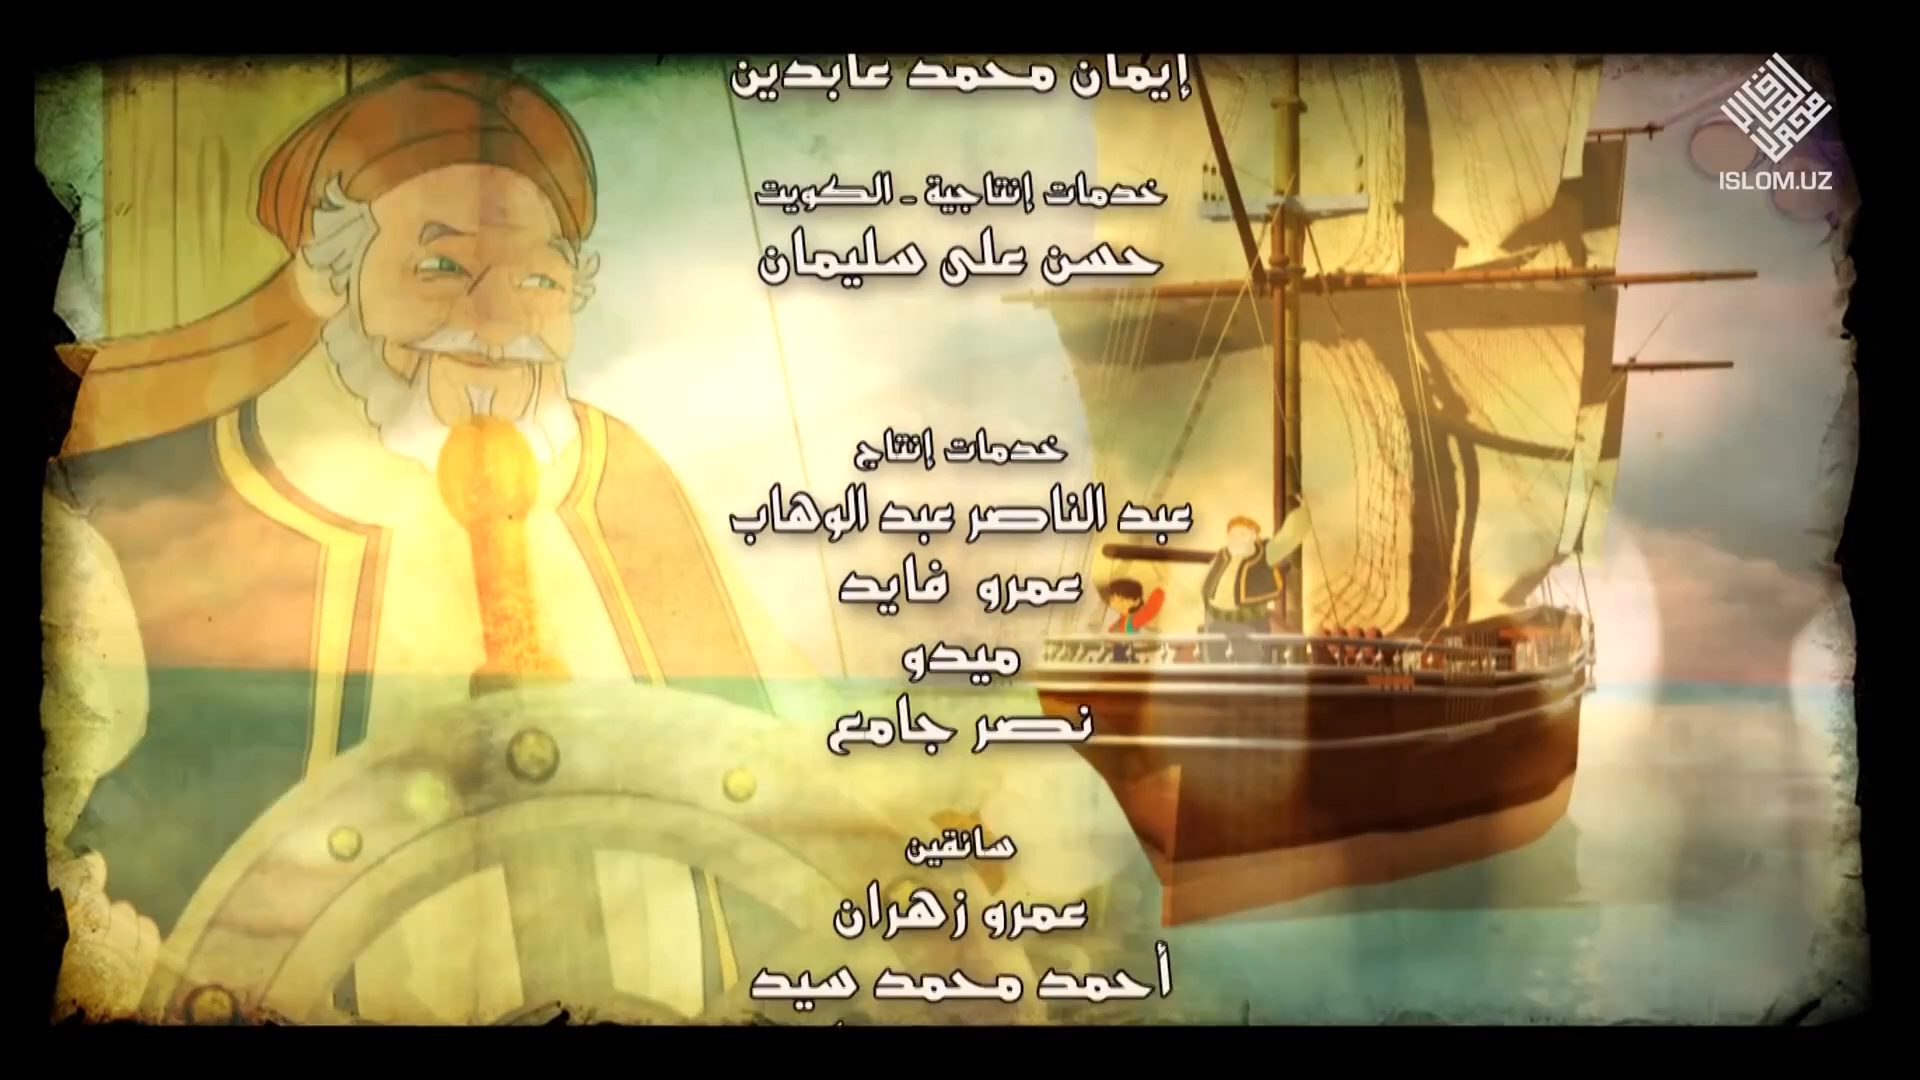 إيمان محمد عابدين
ISLOM.UZ
خدمات إنتاجية - الكويت
حسن على سليمان
خدمات إنتاج
عبد الناصر عبد الوهاب
عمرو فايد
ميدو
نصر جامع
سائقين
عمرو زهران
أحمد محمد سيد